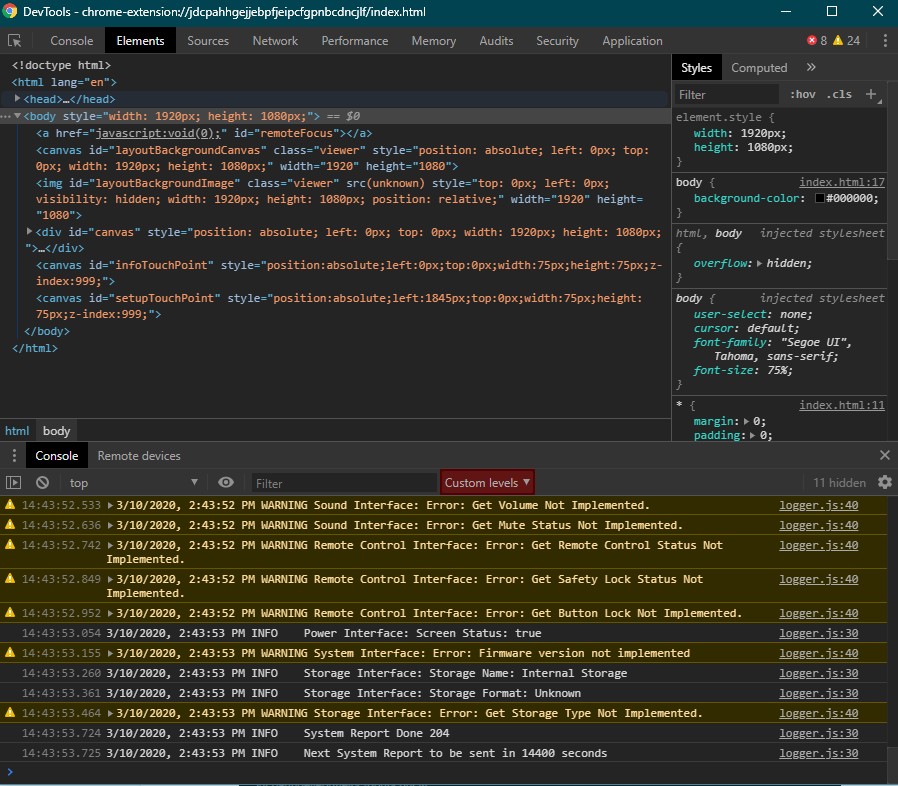 DevTools - chrome-extension://jdcpahhgejjebpfjeipcfgpnbcdncjlf/index.html
Console Elements Sources Network Performance Memory Audits Security Application 8 24
<!doctype html>
<html lang="en">
<head>…</head>
<body style="width: 1920px; height: 1080px;"> == $0
<a href="javascript:void(0);" id="remoteFocus"></a>
<canvas id="layoutBackgroundCanvas" class="viewer" style="position: absolute; left: 0px; top:
0px; width: 1920px; height: 1080px;" width="1920" height="1080">
<img id="layoutBackgroundImage" class="viewer" src(unknown) style="top: 0px; left: 0px;
visibility: hidden; width: 1920px; height: 1080px; position: relative;" width="1920" height=
"1080">
<div id="canvas" style="position: absolute; left: 0px; top: 0px; width: 1920px; height: 1080px;
">…</div>
<canvas id="infoTouchPoint" style="position:absolute;left:0px;top:0px;width:75px;height:75px;z-
index:999;">
<canvas id="setupTouchPoint" style="position:absolute;left:1845px;top:0px;width:75px;height:
75px;z-index:999;">
</body>
</html>
html body
Styles Computed »
Filter :hov .cls +
element.style {
width: 1920px;
height: 1080px;
}
body { index.html:17
background-color: #000000;
}
html, body injected stylesheet
{
overflow: hidden;
}
body { injected stylesheet
user-select: none;
cursor: default;
font-family: "Segoe UI",
Tahoma, sans-serif;
font-size: 75%;
}
* { index.html:11
margin: 0;
padding: 0;
Console Remote devices
top Filter Custom levels 11 hidden
14:43:52.533 3/10/2020, 2:43:52 PM WARNING Sound Interface: Error: Get Volume Not Implemented. logger.js:40
14:43:52.636 3/10/2020, 2:43:52 PM WARNING Sound Interface: Error: Get Mute Status Not Implemented. logger.js:40
14:43:52.742 3/10/2020, 2:43:52 PM WARNING Remote Control Interface: Error: Get Remote Control Status Not logger.js:40
Implemented.
14:43:52.849 3/10/2020, 2:43:52 PM WARNING Remote Control Interface: Error: Get Safety Lock Status Not logger.js:40
Implemented.
14:43:52.952 3/10/2020, 2:43:52 PM WARNING Remote Control Interface: Error: Get Button Lock Not Implemented. logger.js:40
14:43:53.054 3/10/2020, 2:43:53 PM INFO Power Interface: Screen Status: true logger.js:30
14:43:53.155 3/10/2020, 2:43:53 PM WARNING System Interface: Error: Firmware version not implemented logger.js:40
14:43:53.260 3/10/2020, 2:43:53 PM INFO Storage Interface: Storage Name: Internal Storage logger.js:30
14:43:53.361 3/10/2020, 2:43:53 PM INFO Storage Interface: Storage Format: Unknown logger.js:30
14:43:53.464 3/10/2020, 2:43:53 PM WARNING Storage Interface: Error: Get Storage Type Not Implemented. logger.js:40
14:43:53.724 3/10/2020, 2:43:53 PM INFO System Report Done 204 logger.js:30
14:43:53.725 3/10/2020, 2:43:53 PM INFO Next System Report to be sent in 14400 seconds logger.js:30